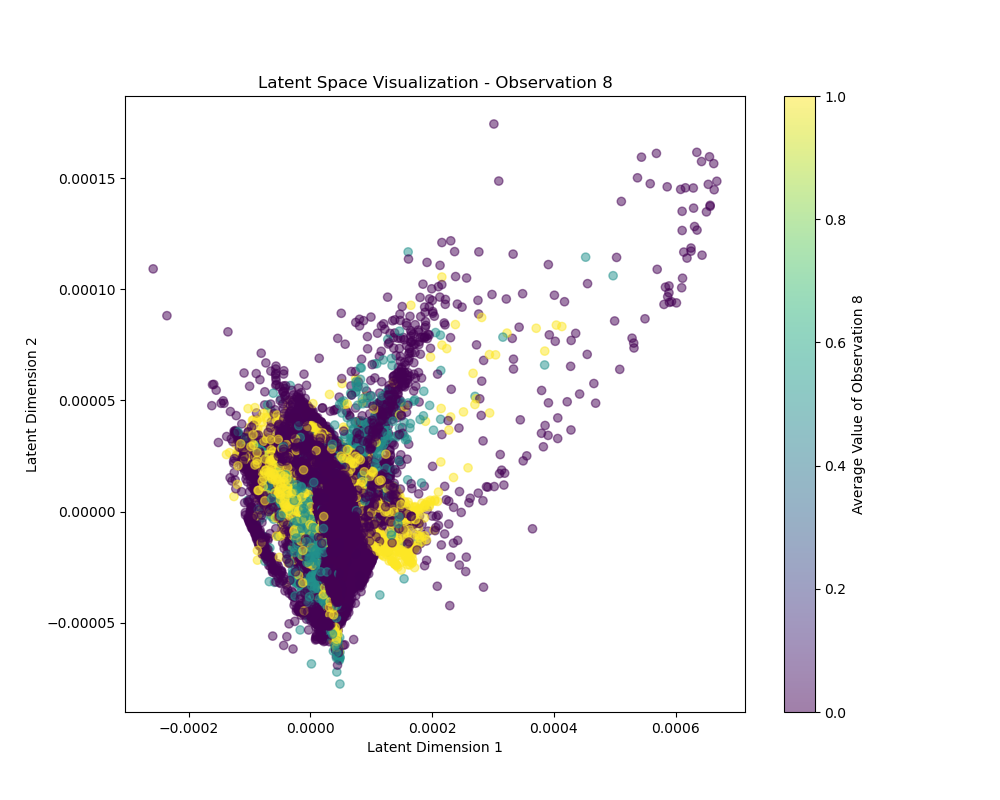 Latent Space Visualization - Observation 8
0.00015
0.00010
0.00005
0.00000
−0.00005
Latent Dimension 2
−0.0002 0.0000 0.0002 0.0004 0.0006
Latent Dimension 1
1.0
0.8
0.6
0.4
0.2
0.0
Average Value of Observation 8